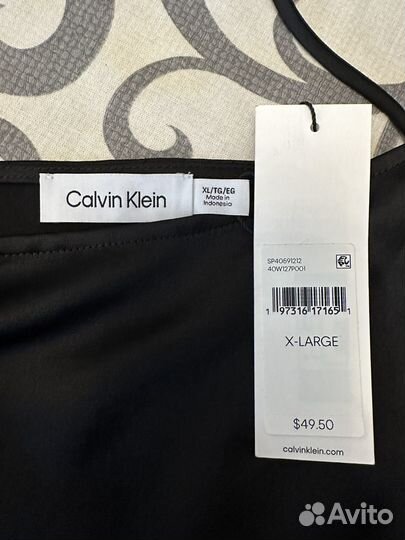 Calvin Klein
XL/TG/EG
Made in
Indonesia
SP40691212
40W127P001
1 97316 17165 1
X-LARGE
$49.50
calvinklein.com
Avito